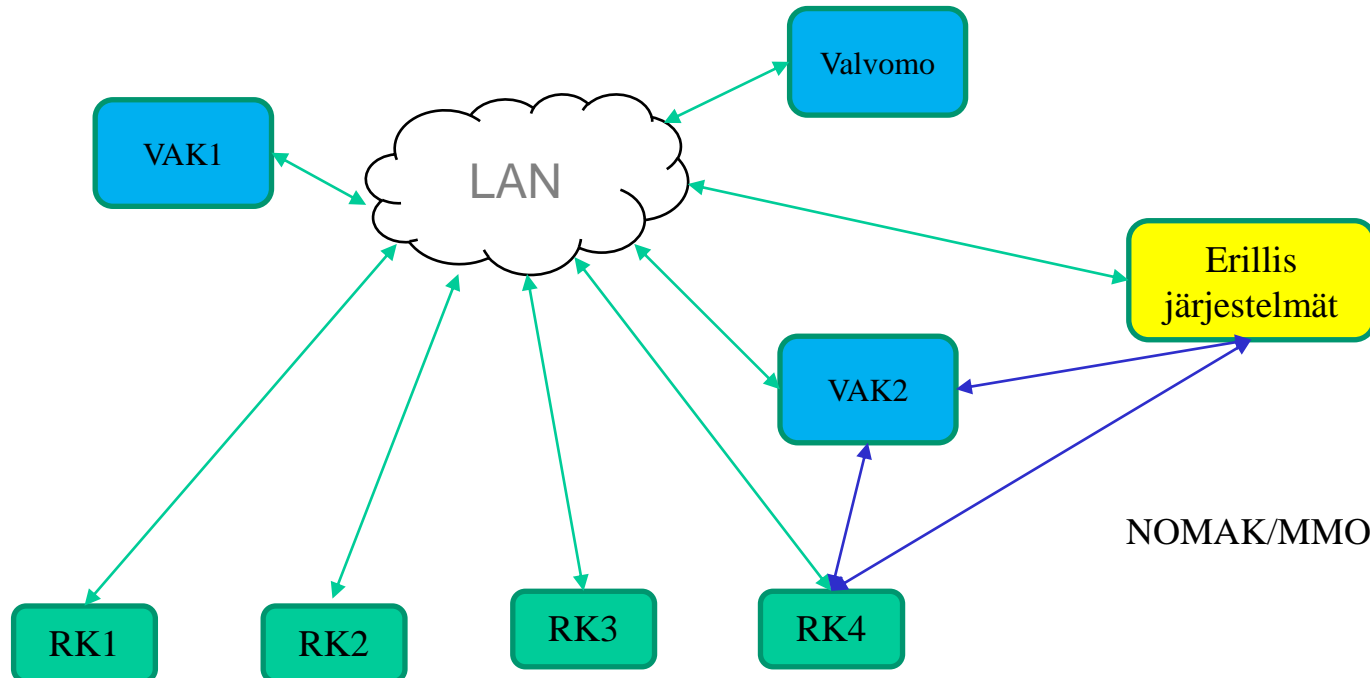 Valvomo
VAK1
LAN
Erillis
järjestelmät
VAK2
NOMAK/MMO
RK1
RK2
RK3
RK4